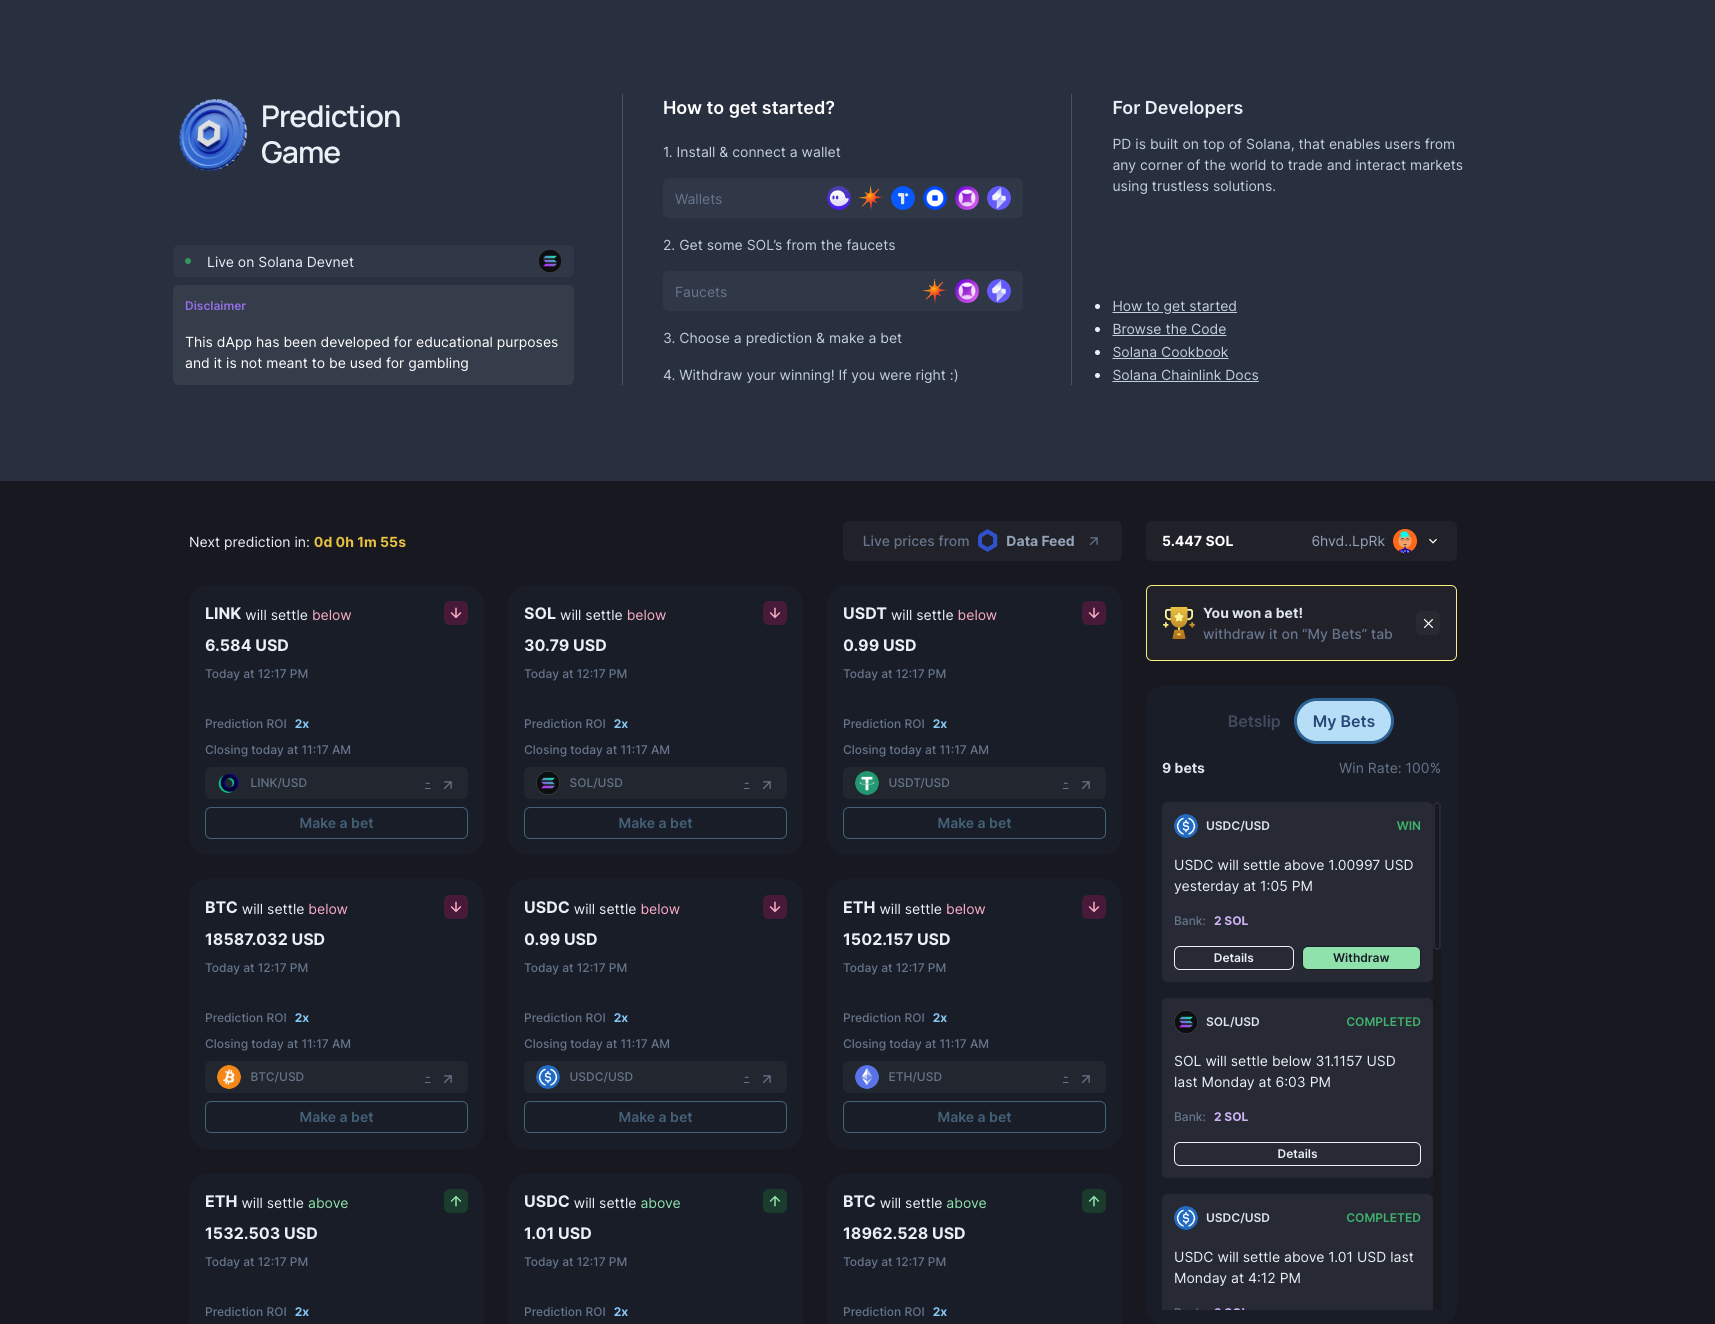 Prediction
Game
Live on Solana Devnet
Disclaimer
This dApp has been developed for educational purposes
and it is not meant to be used for gambling
How to get started?
1. Install & connect a wallet
Wallets
2. Get some SOL’s from the faucets
Faucets
3. Choose a prediction & make a bet
4. Withdraw your winning! If you were right :)
For Developers
PD is built on top of Solana, that enables users from
any corner of the world to trade and interact markets
using trustless solutions.
How to get started
Browse the Code
Solana Cookbook
Solana Chainlink Docs
Next prediction in: 0d 0h 1m 55s
Live prices from Data Feed
5.447 SOL 6hvd..LpRk
LINK will settle below
6.584 USD
Today at 12:17 PM
Prediction ROI 2x
Closing today at 11:17 AM
LINK/USD -
Make a bet
SOL will settle below
30.79 USD
Today at 12:17 PM
Prediction ROI 2x
Closing today at 11:17 AM
SOL/USD -
Make a bet
USDT will settle below
0.99 USD
Today at 12:17 PM
Prediction ROI 2x
Closing today at 11:17 AM
USDT/USD -
Make a bet
BTC will settle below
18587.032 USD
Today at 12:17 PM
Prediction ROI 2x
Closing today at 11:17 AM
BTC/USD -
Make a bet
USDC will settle below
0.99 USD
Today at 12:17 PM
Prediction ROI 2x
Closing today at 11:17 AM
USDC/USD -
Make a bet
ETH will settle below
1502.157 USD
Today at 12:17 PM
Prediction ROI 2x
Closing today at 11:17 AM
ETH/USD -
Make a bet
ETH will settle above
1532.503 USD
Today at 12:17 PM
Prediction ROI 2x
USDC will settle above
1.01 USD
Today at 12:17 PM
Prediction ROI 2x
BTC will settle above
18962.528 USD
Today at 12:17 PM
Prediction ROI 2x
You won a bet!
withdraw it on “My Bets” tab
Betslip My Bets
9 bets Win Rate: 100%
USDC/USD WIN
USDC will settle above 1.00997 USD
yesterday at 1:05 PM
Bank: 2 SOL
Details Withdraw
SOL/USD COMPLETED
SOL will settle below 31.1157 USD
last Monday at 6:03 PM
Bank: 2 SOL
Details
USDC/USD COMPLETED
USDC will settle above 1.01 USD last
Monday at 4:12 PM